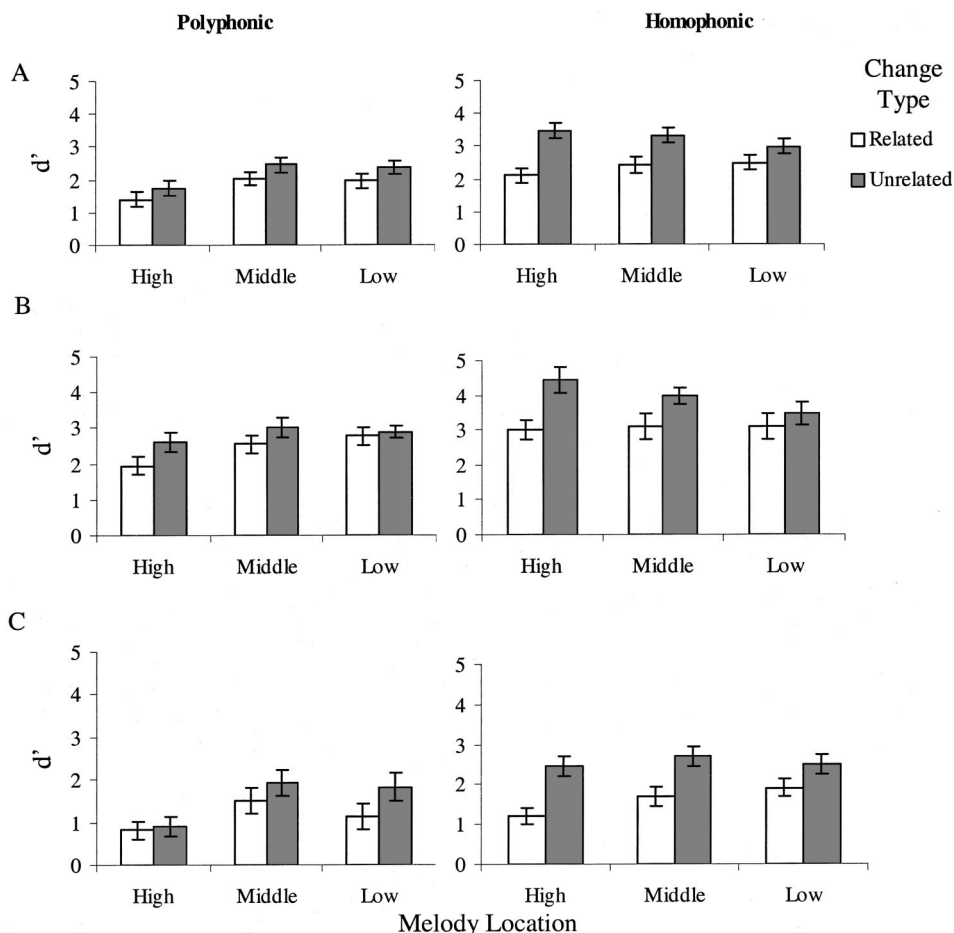 Polyphonic
Homophonic
A
Change
Type
Related
Unrelated
5
4
3
2
1
0
d'
High Middle Low
5
4
3
2
1
0
High Middle Low
B
5
4
3
2
1
0
d'
High Middle Low
5
4
3
2
1
0
High Middle Low
C
5
4
3
2
1
0
d'
High Middle Low
5
4
3
2
1
0
High Middle Low
Melody Location